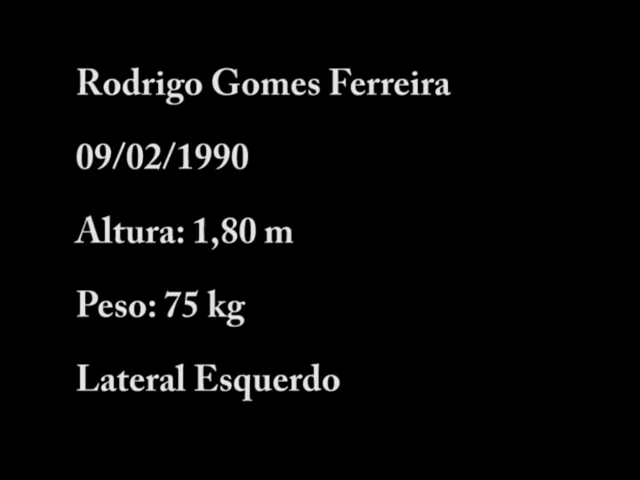 Rodrigo Gomes Ferreira
09/02/1990
Altura: 1,80 m
Peso: 75 kg
Lateral Esquerdo